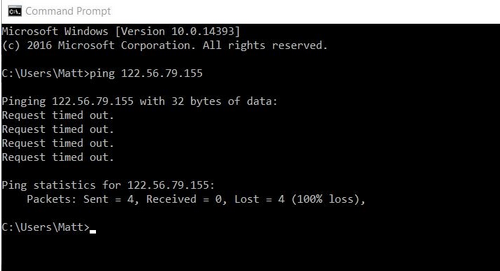 Command Prompt
Microsoft Windows [Version 10.0.14393]
(c) 2016 Microsoft Corporation. All rights reserved.
C:\Users\Matt>ping 122.56.79.155
Pinging 122.56.79.155 with 32 bytes of data:
Request timed out.
Request timed out.
Request timed out.
Request timed out.
Ping statistics for 122.56.79.155:
    Packets: Sent = 4, Received = 0, Lost = 4 (100% loss),
C:\Users\Matt>